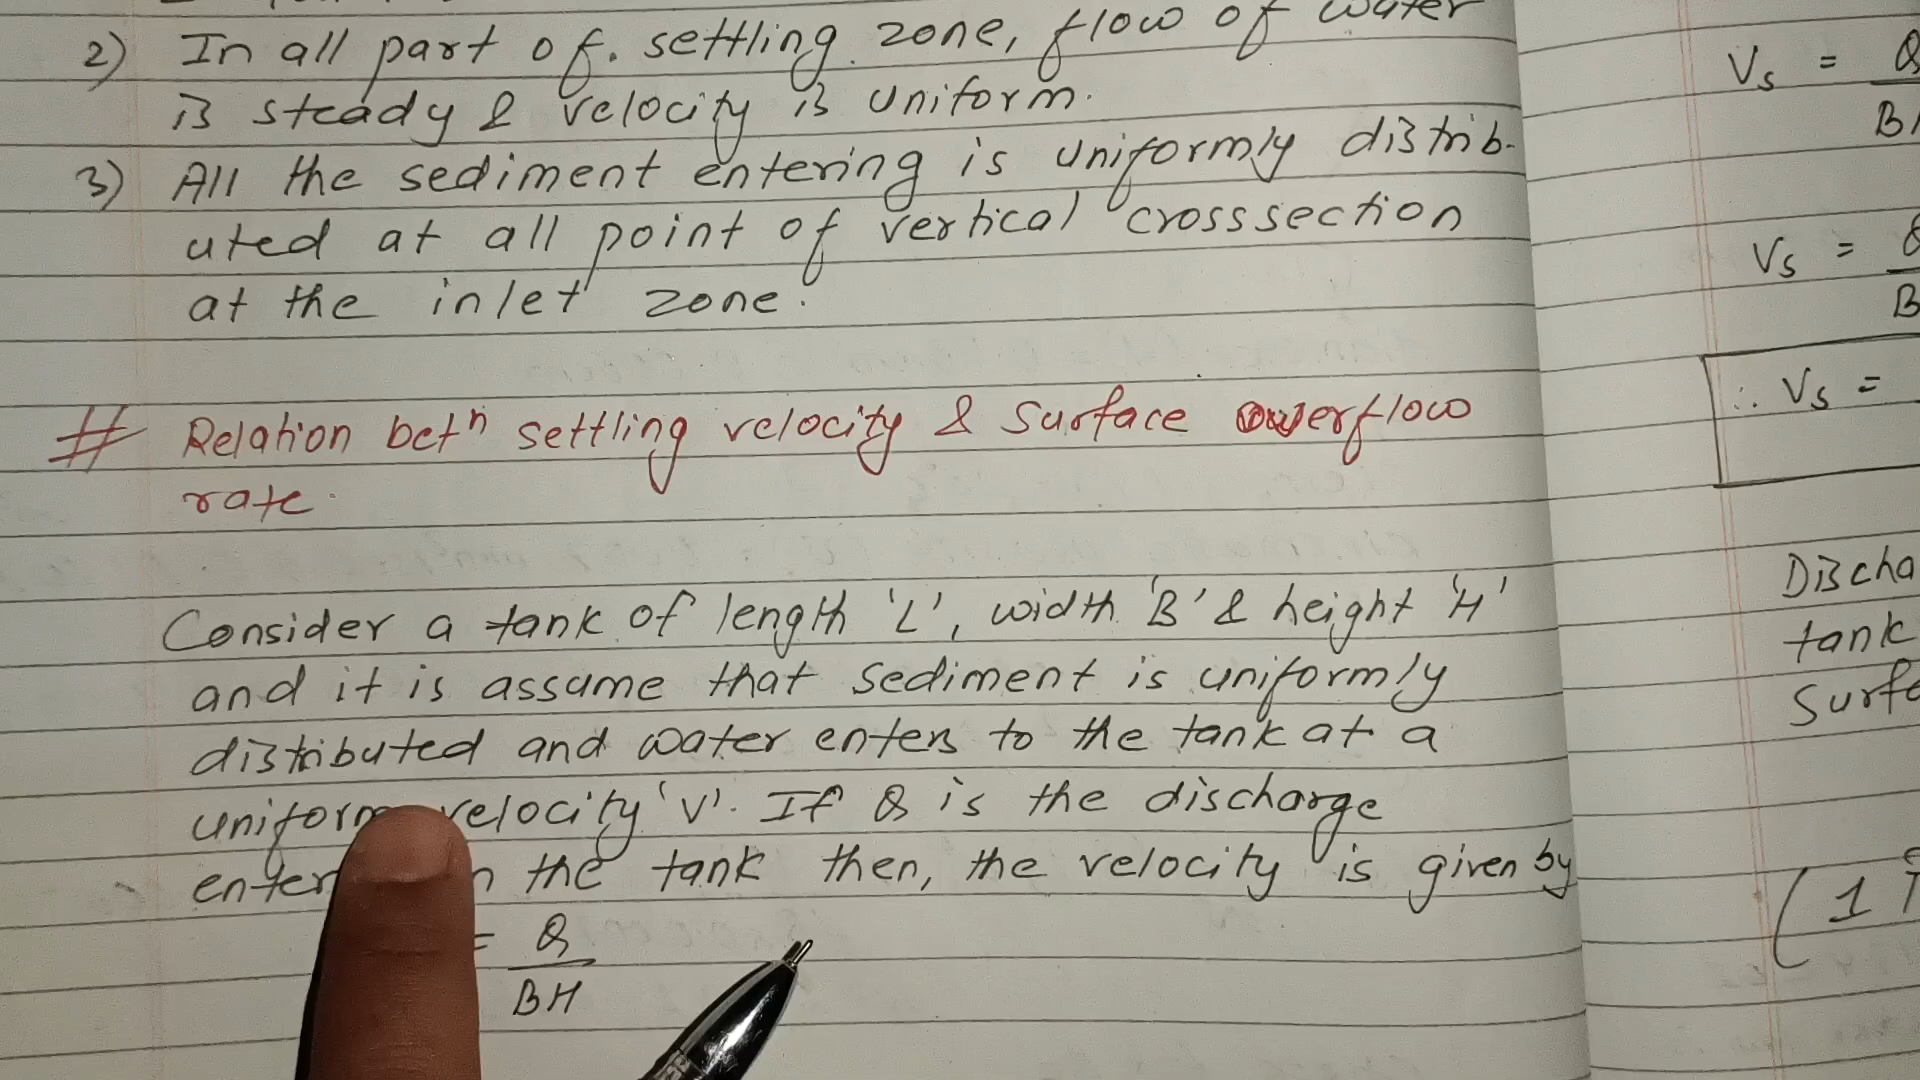 2) In all part of. settling zone, flow of water
is steady & velocity is uniform.
3) All the sediment entering is uniformly distrib-
uted at all point of vertical crosssection
at the inlet zone.
# Relation betn settling velocity & Surface overflow
rate.
Consider a tank of length 'L', width 'B' & height 'H'
and it is assume that sediment is uniformly
distributed and water enters to the tank at a
uniform velocity 'V'. If Q is the discharge
the tank then, the velocity is given by
= Q
BH
Vs = Q
B
Vs =
B
∴ Vs =
tank
(1